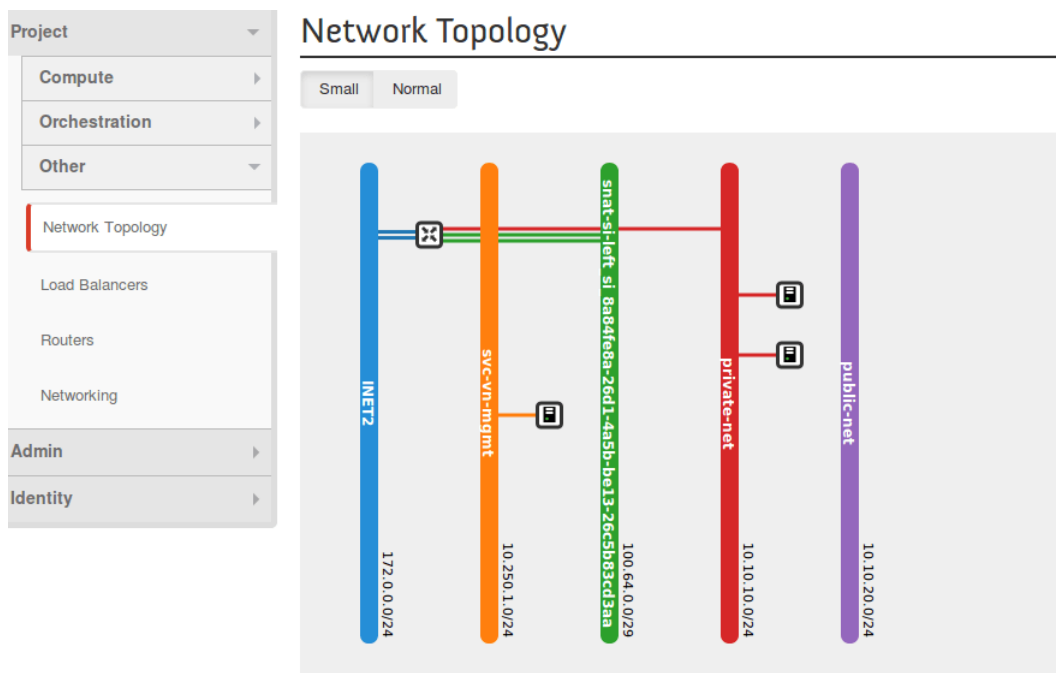 Project
Compute
Orchestration
Other
Network Topology
Load Balancers
Routers
Networking
Admin
Identity
Network Topology
Small
Normal
INET2
172.0.0.0/24
svc-vn-mgmt
10.250.1.0/24
snat-si-left_si_8a84fe8a-26d1-4a5b-be13-26c5b83cd3aa
100.64.0.0/29
private-net
10.10.10.0/24
public-net
10.10.20.0/24